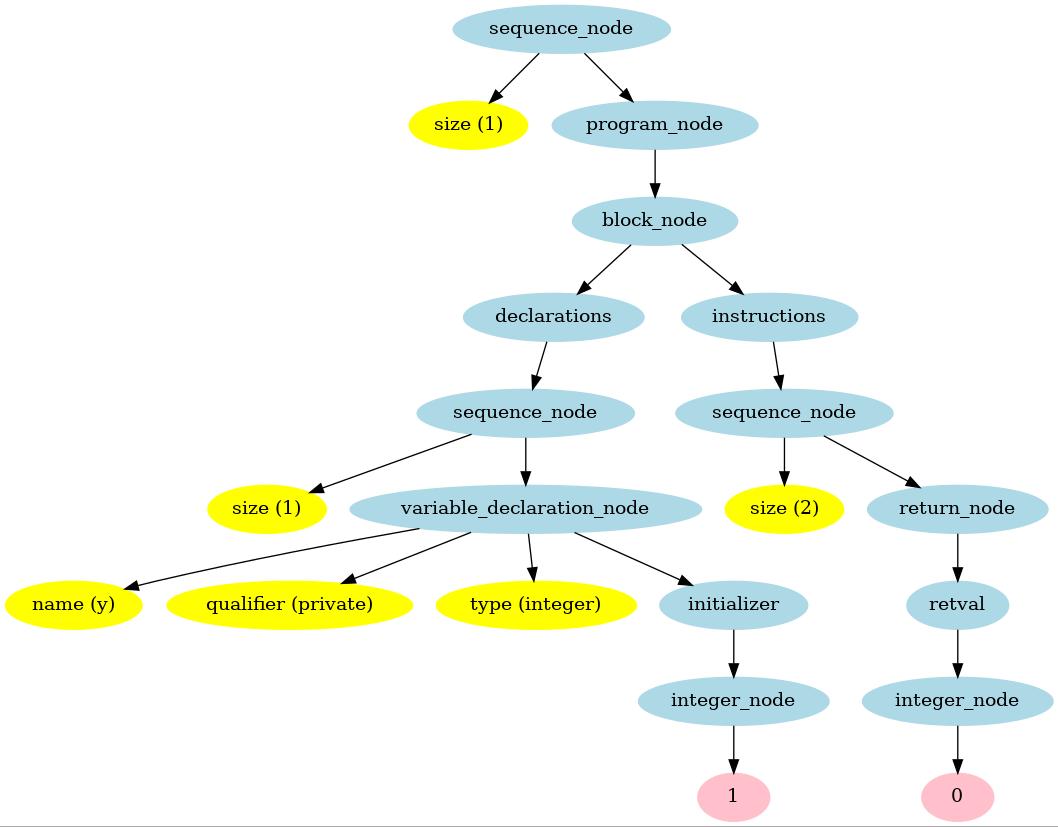 sequence_node
size (1)
program_node
block_node
declarations
instructions
sequence_node
sequence_node
size (1)
variable_declaration_node
size (2)
return_node
name (y)
qualifier (private)
type (integer)
initializer
retval
integer_node
integer_node
1
0